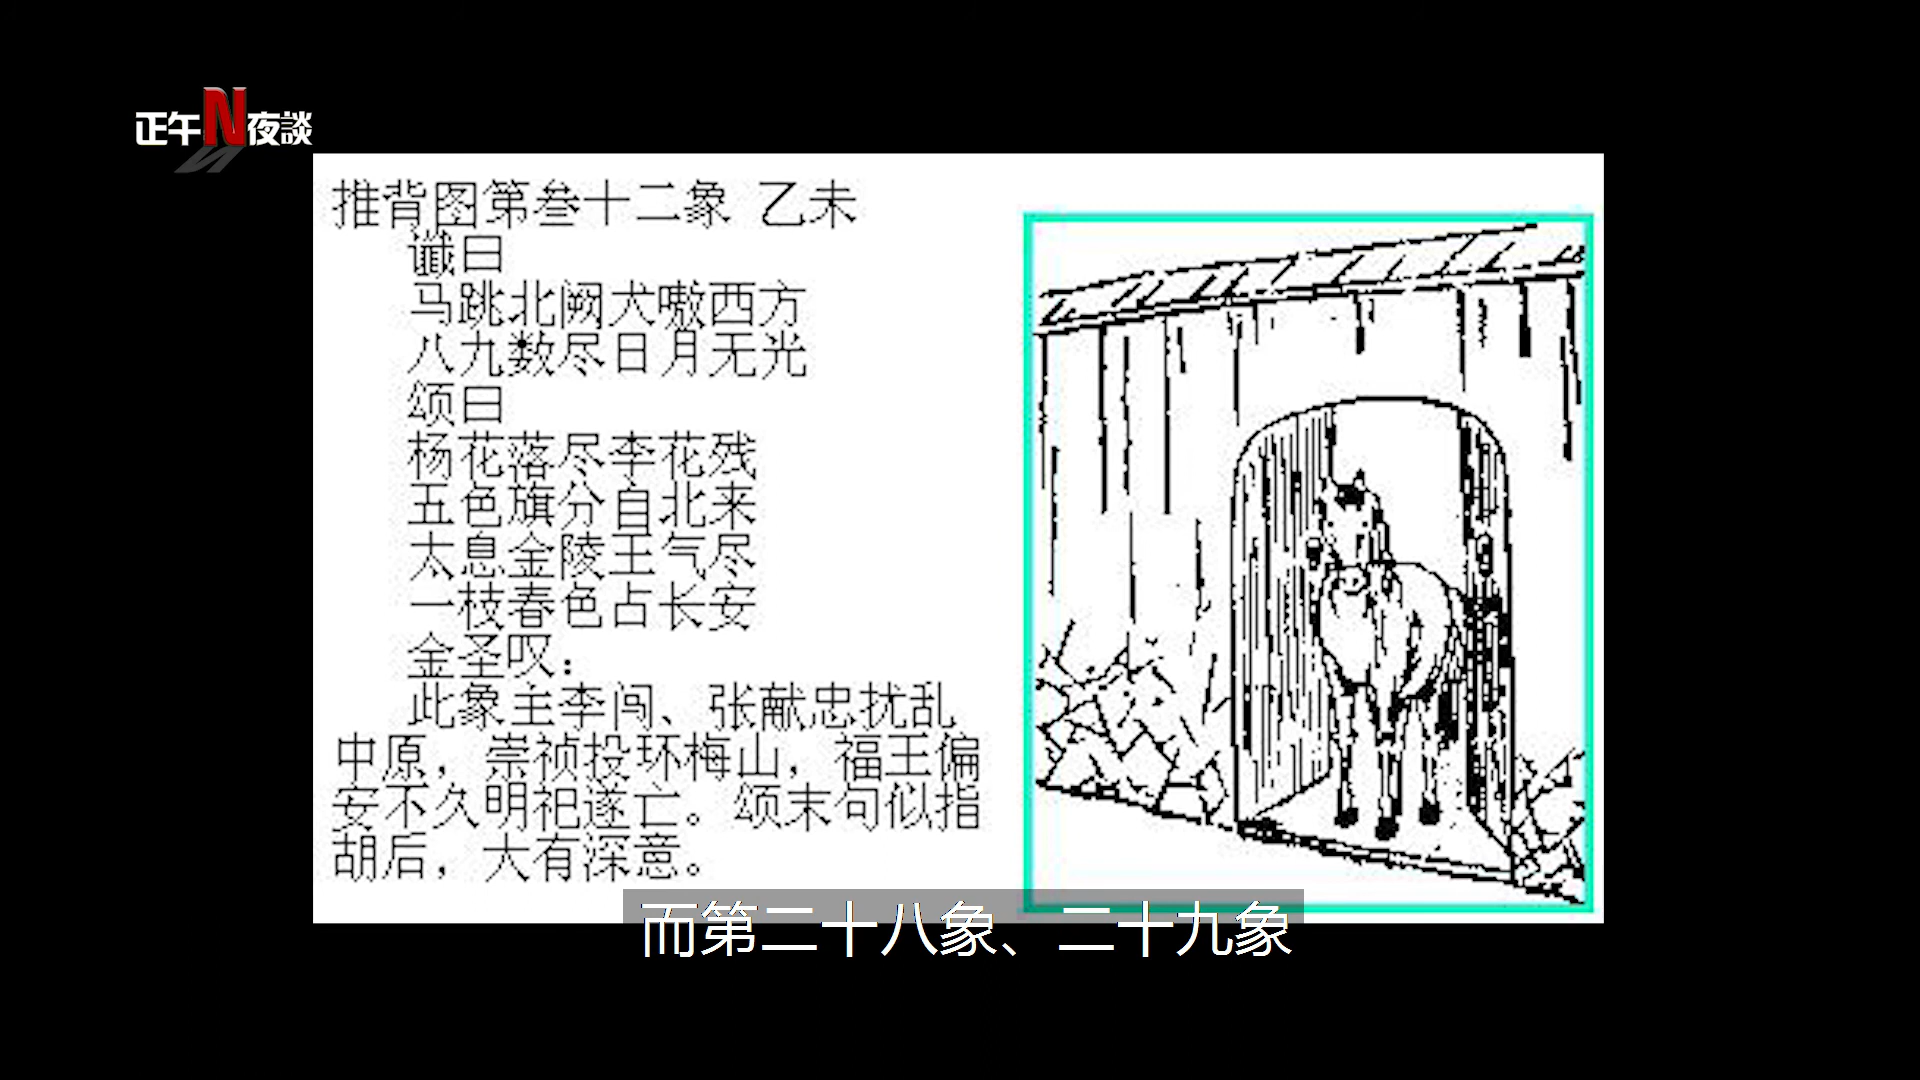 正午N夜談
推背图第叁十二象 乙未
谶曰
马跳北阙犬嗷西方
八九数尽日月无光
颂曰
杨花落尽李花残
五色旗分自北来
太息金陵王气尽
一枝春色占长安
金圣叹：
此象主李闯、张献忠扰乱
中原，崇祯投环梅山，福王偏
安不久明祀遂亡。颂末句似指
胡后，大有深意。
而第二十八象、二十九象